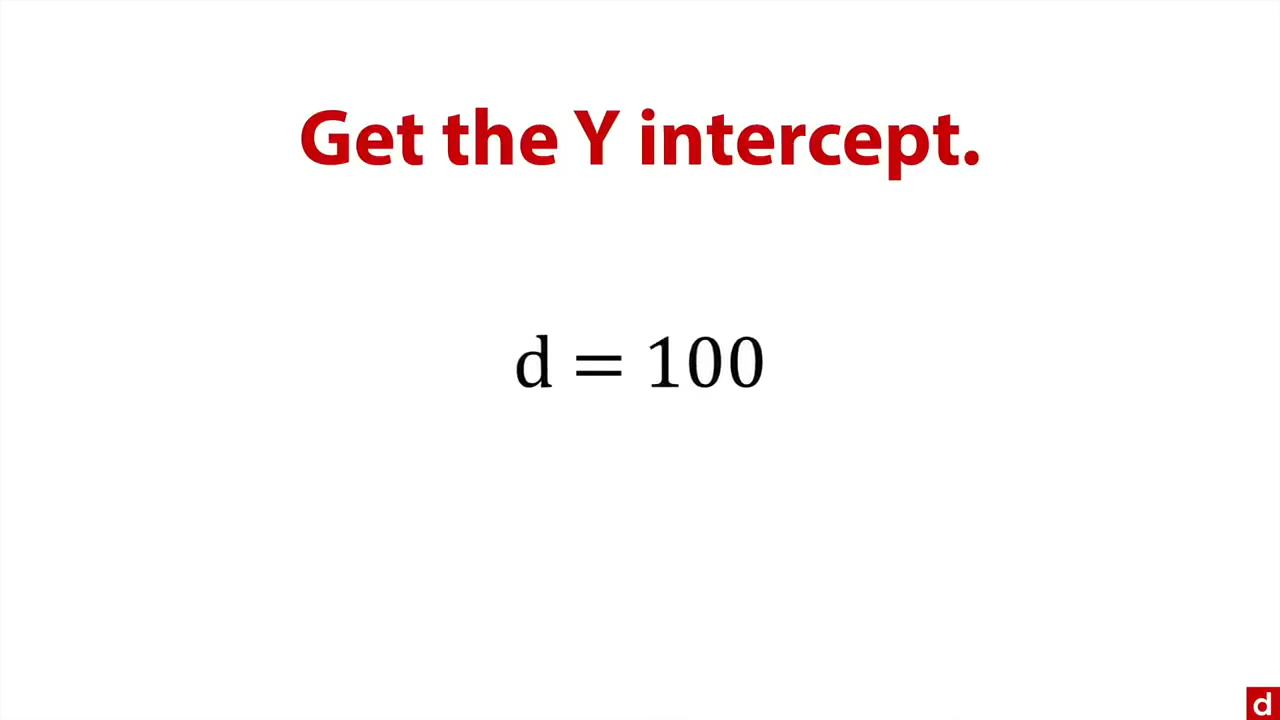 Get the Y intercept.
d = 100
d